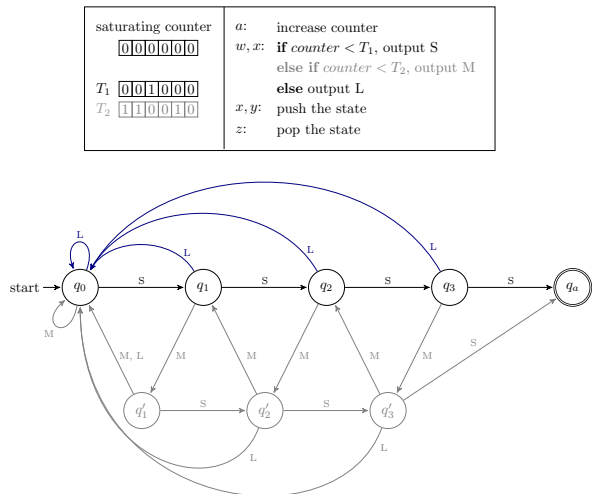 saturating counter
0 0 0 0 0 0
T1 0 0 1 0 0 0
T2 1 1 0 0 1 0
a: increase counter
w, x: if counter < T1, output S
else if counter < T2, output M
else output L
x, y: push the state
z: pop the state
L
L
L
L
start q0 S q1 S q2 S q3 S qa
M
M, L M M M M M S
q′1 S q′2 S q′3
L
L